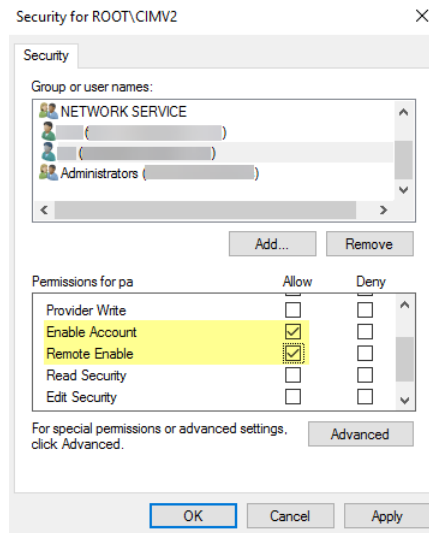 Security for ROOT\CIMV2
Security
Group or user names:
NETWORK SERVICE
( )
( )
Administrators ( )
Add... Remove
Permissions for pa Allow Deny
Provider Write
Enable Account
Remote Enable
Read Security
Edit Security
For special permissions or advanced settings, Advanced
click Advanced.
OK Cancel Apply